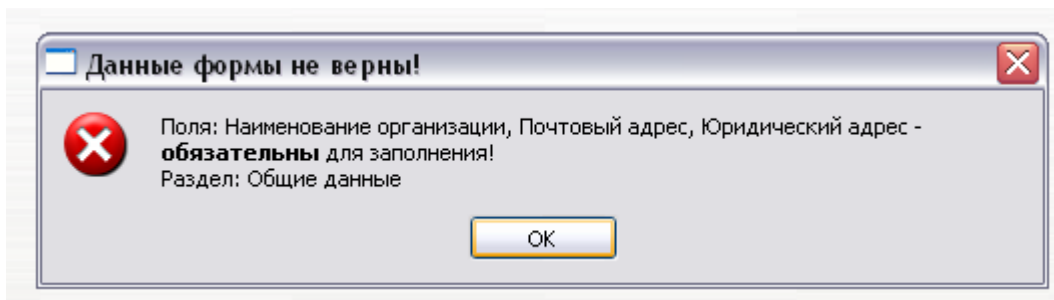 Данные формы не верны!
Поля: Наименование организации, Почтовый адрес, Юридический адрес -
обязательны для заполнения!
Раздел: Общие данные
OK